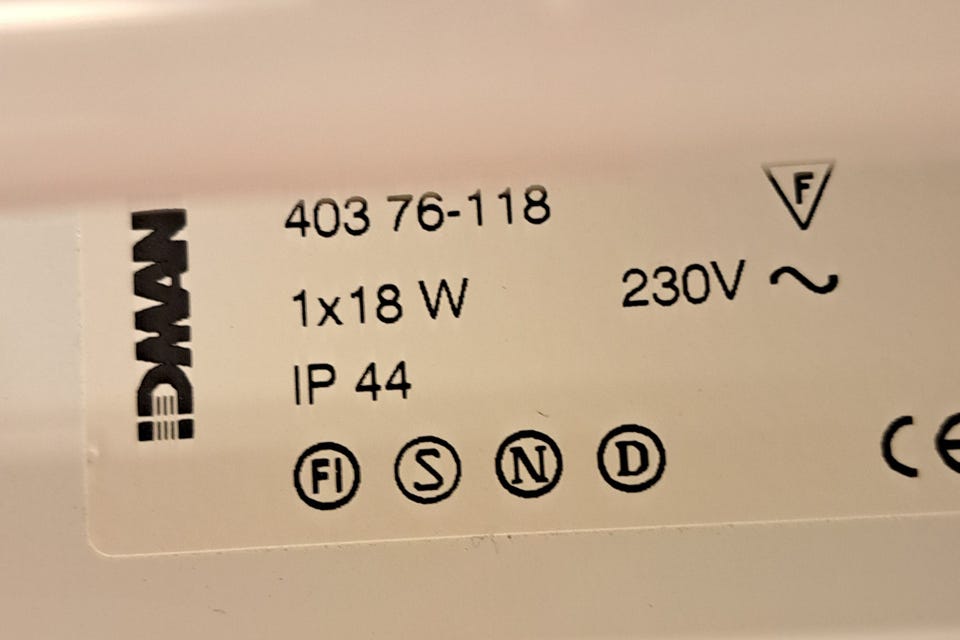 IDMAN
403 76-118
F
1x18 W
230V ~
IP 44
FI S N D
CE